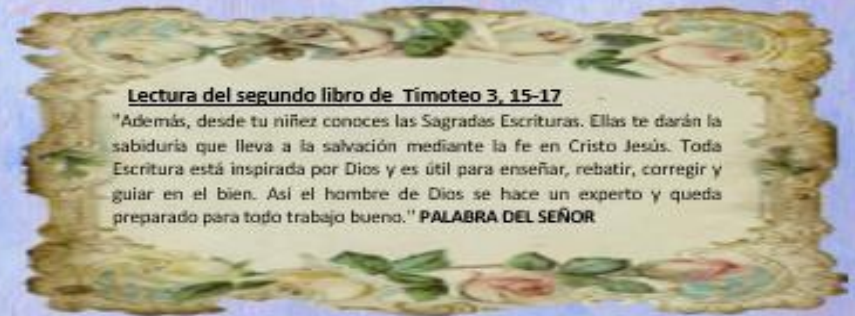 Lectura del segundo libro de Timoteo 3, 15-17
"Además, desde tu niñez conoces las Sagradas Escrituras. Ellas te darán la
sabiduría que lleva a la salvación mediante la fe en Cristo Jesús. Toda
Escritura está inspirada por Dios y es útil para enseñar, rebatir, corregir y
guiar en el bien. Asi el hombre de Dios se hace un experto y queda
preparado para todo trabajo bueno." PALABRA DEL SEÑOR